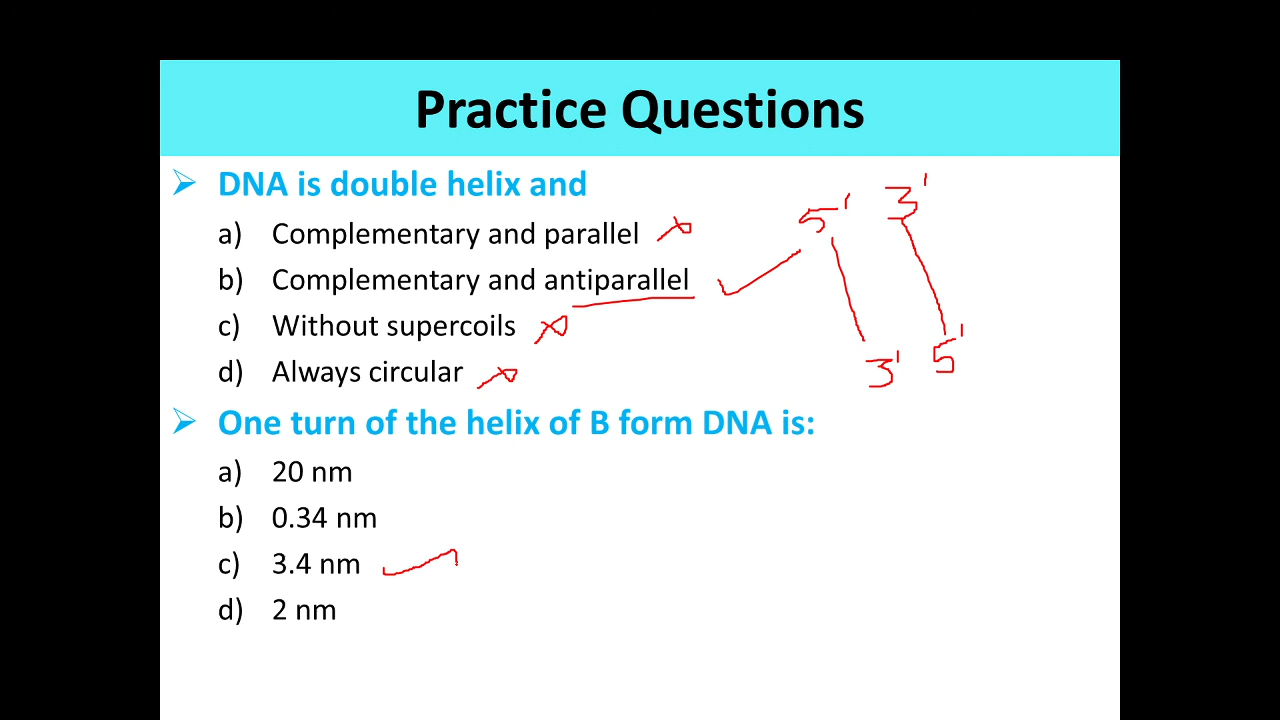 Practice Questions
DNA is double helix and
a) Complementary and parallel
b) Complementary and antiparallel
c) Without supercoils
d) Always circular
5' 3'
3' 5'
One turn of the helix of B form DNA is:
a) 20 nm
b) 0.34 nm
c) 3.4 nm
d) 2 nm